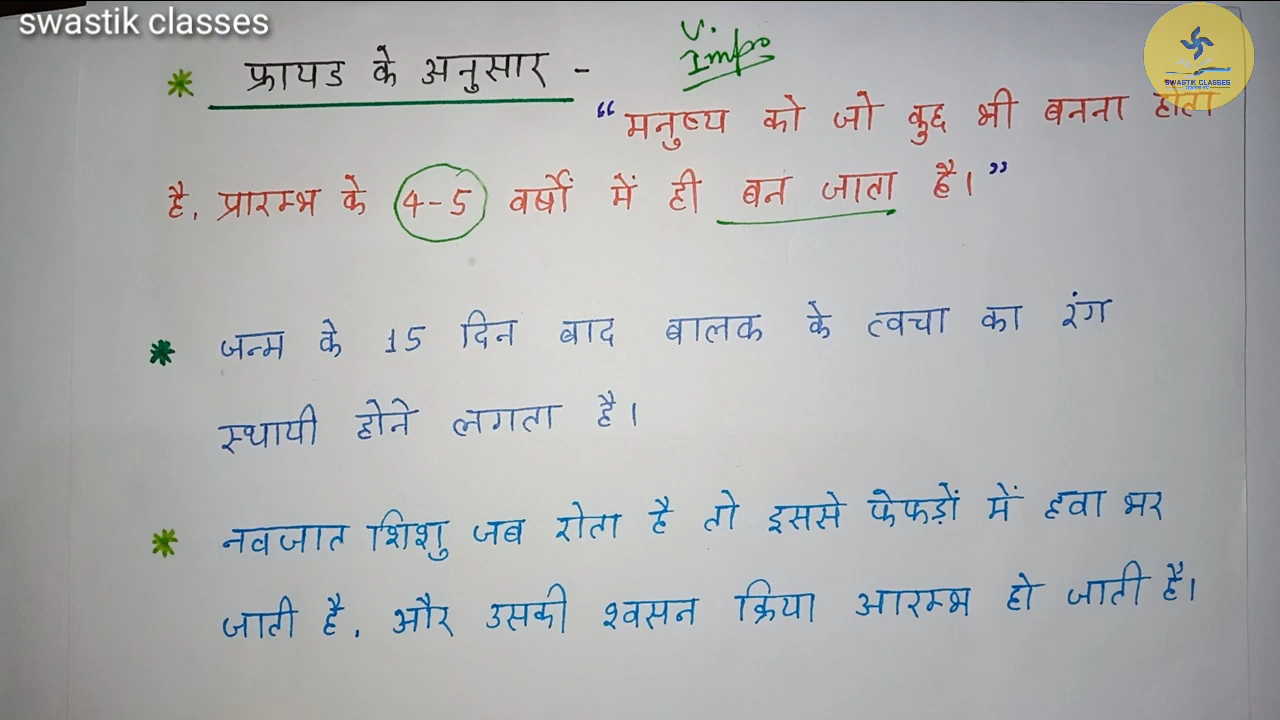 swastik classes
* फ्रायड के अनुसार -
V. Impo
SWASTIK CLASSES
“मनुष्य को जो कुछ भी बनना होता
है, प्रारम्भ के 4-5 वर्षों में ही बन जाता है।”
* जन्म के 15 दिन बाद बालक के त्वचा का रंग
स्थायी होने लगता है।
* नवजात शिशु जब रोता है तो इससे फेफड़ों में हवा भर
जाती है, और उसकी श्वसन क्रिया आरम्भ हो जाती है।